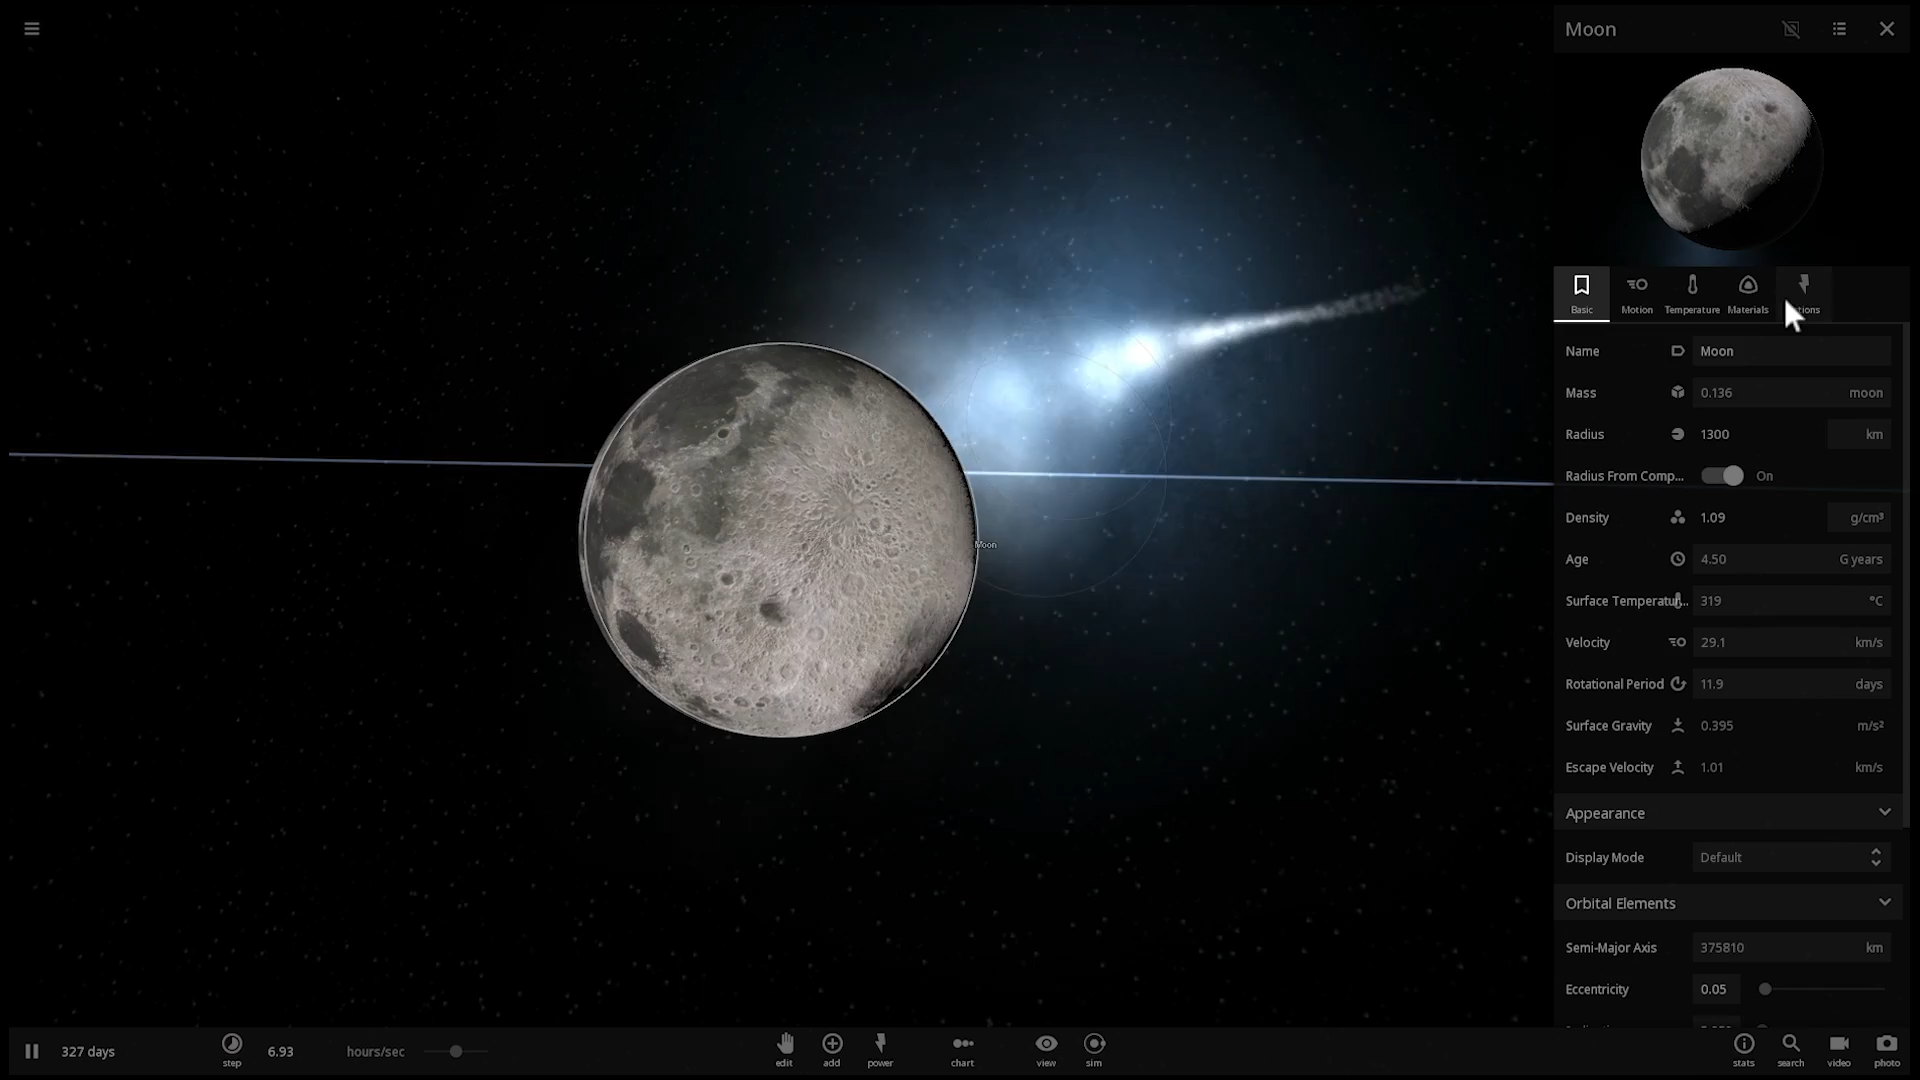 Moon
Basic
Motion
Temperature
Materials
Name
Moon
Mass
0.136
moon
Radius
1300
km
Radius From Comp...
On
Density
1.09
g/cm³
Age
4.50
G years
Surface Temperatur...
319
°C
Velocity
29.1
km/s
Rotational Period
11.9
days
Surface Gravity
0.395
m/s²
Escape Velocity
1.01
km/s
Appearance
Display Mode
Default
Orbital Elements
Semi-Major Axis
375810
km
Eccentricity
0.05
Moon
327 days
step
6.93
hours/sec
edit
add
power
chart
view
sim
stats
search
video
photo